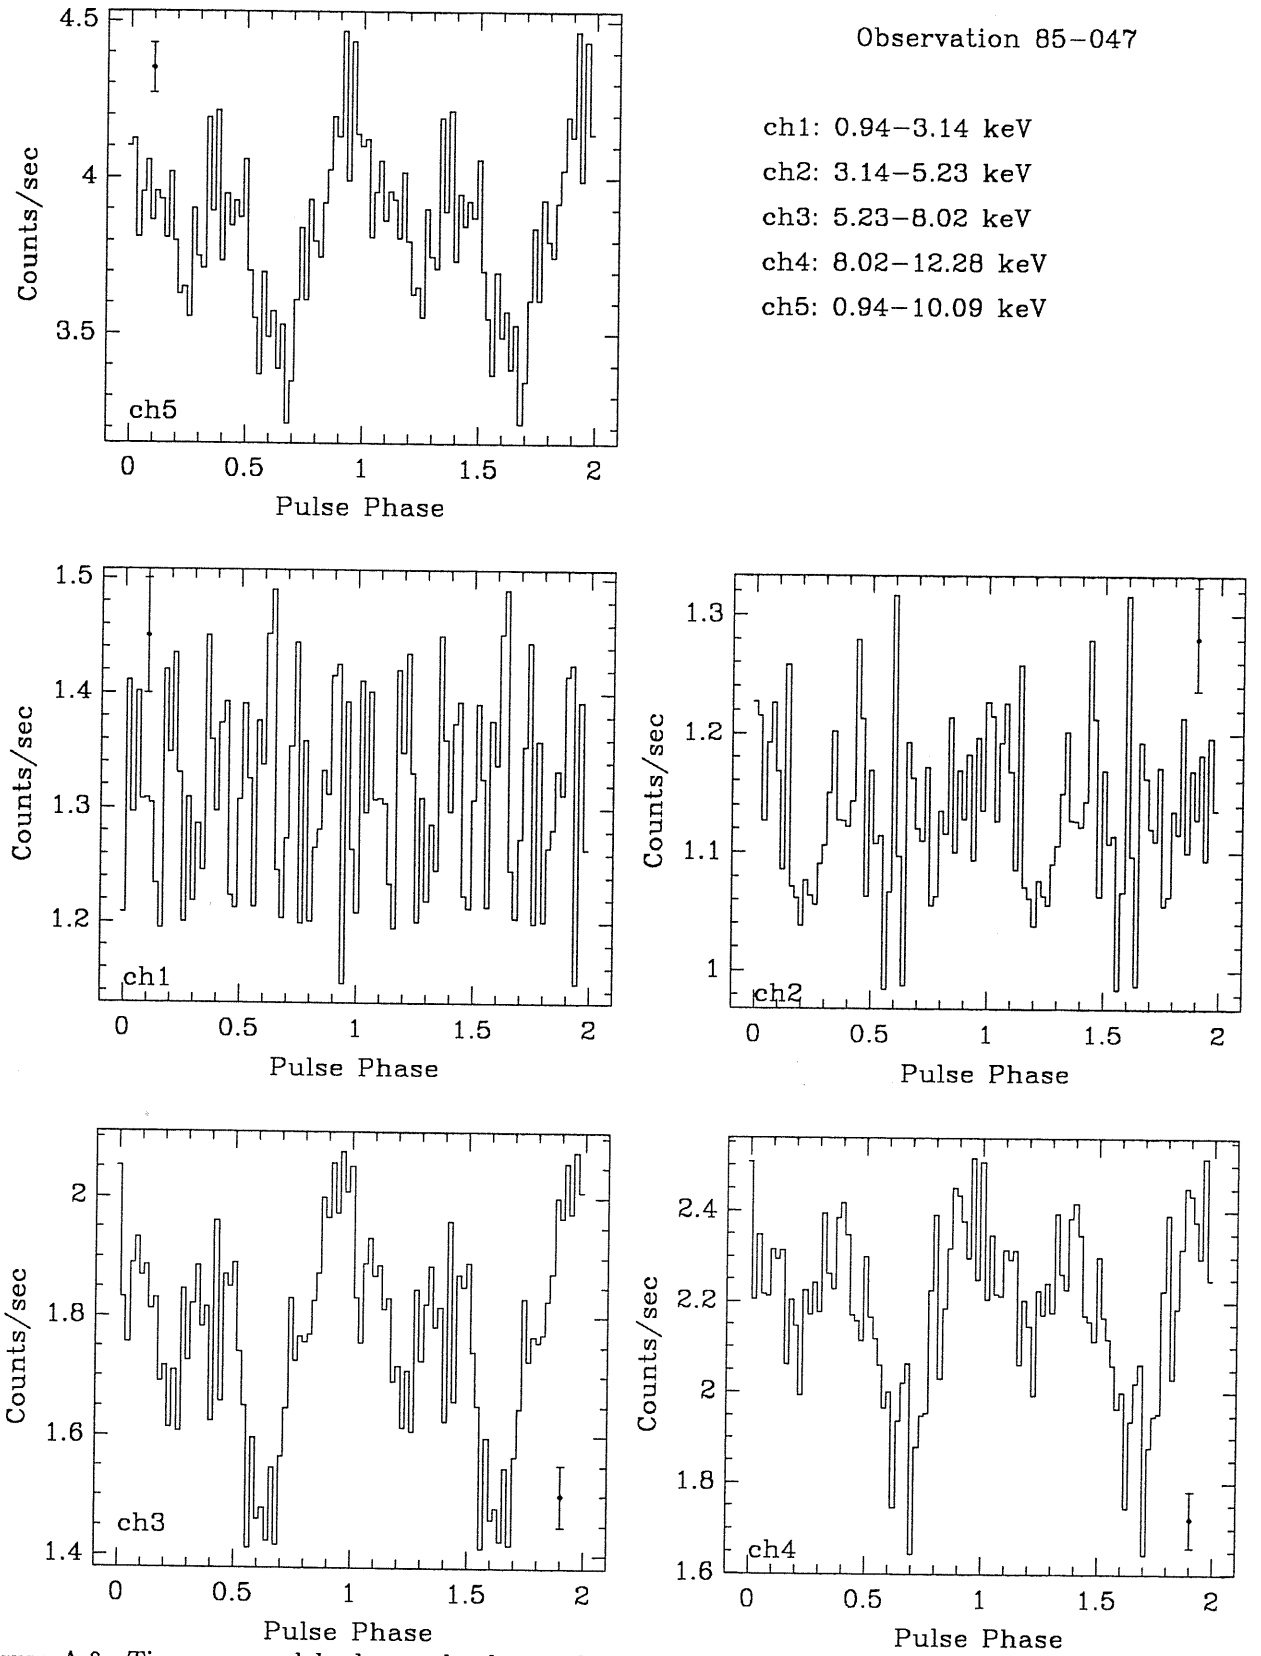 Observation 85-047
ch1: 0.94-3.14 keV
ch2: 3.14-5.23 keV
ch3: 5.23-8.02 keV
ch4: 8.02-12.28 keV
ch5: 0.94-10.09 keV
4.5
4
3.5
Counts/sec
ch5
0 0.5 1 1.5 2
Pulse Phase
1.5
1.4
1.3
1.2
Counts/sec
ch1
0 0.5 1 1.5 2
Pulse Phase
1.3
1.2
1.1
1
Counts/sec
ch2
0 0.5 1 1.5 2
Pulse Phase
2
1.8
1.6
1.4
Counts/sec
ch3
0 0.5 1 1.5 2
Pulse Phase
2.4
2.2
2
1.8
1.6
Counts/sec
ch4
0 0.5 1 1.5 2
Pulse Phase